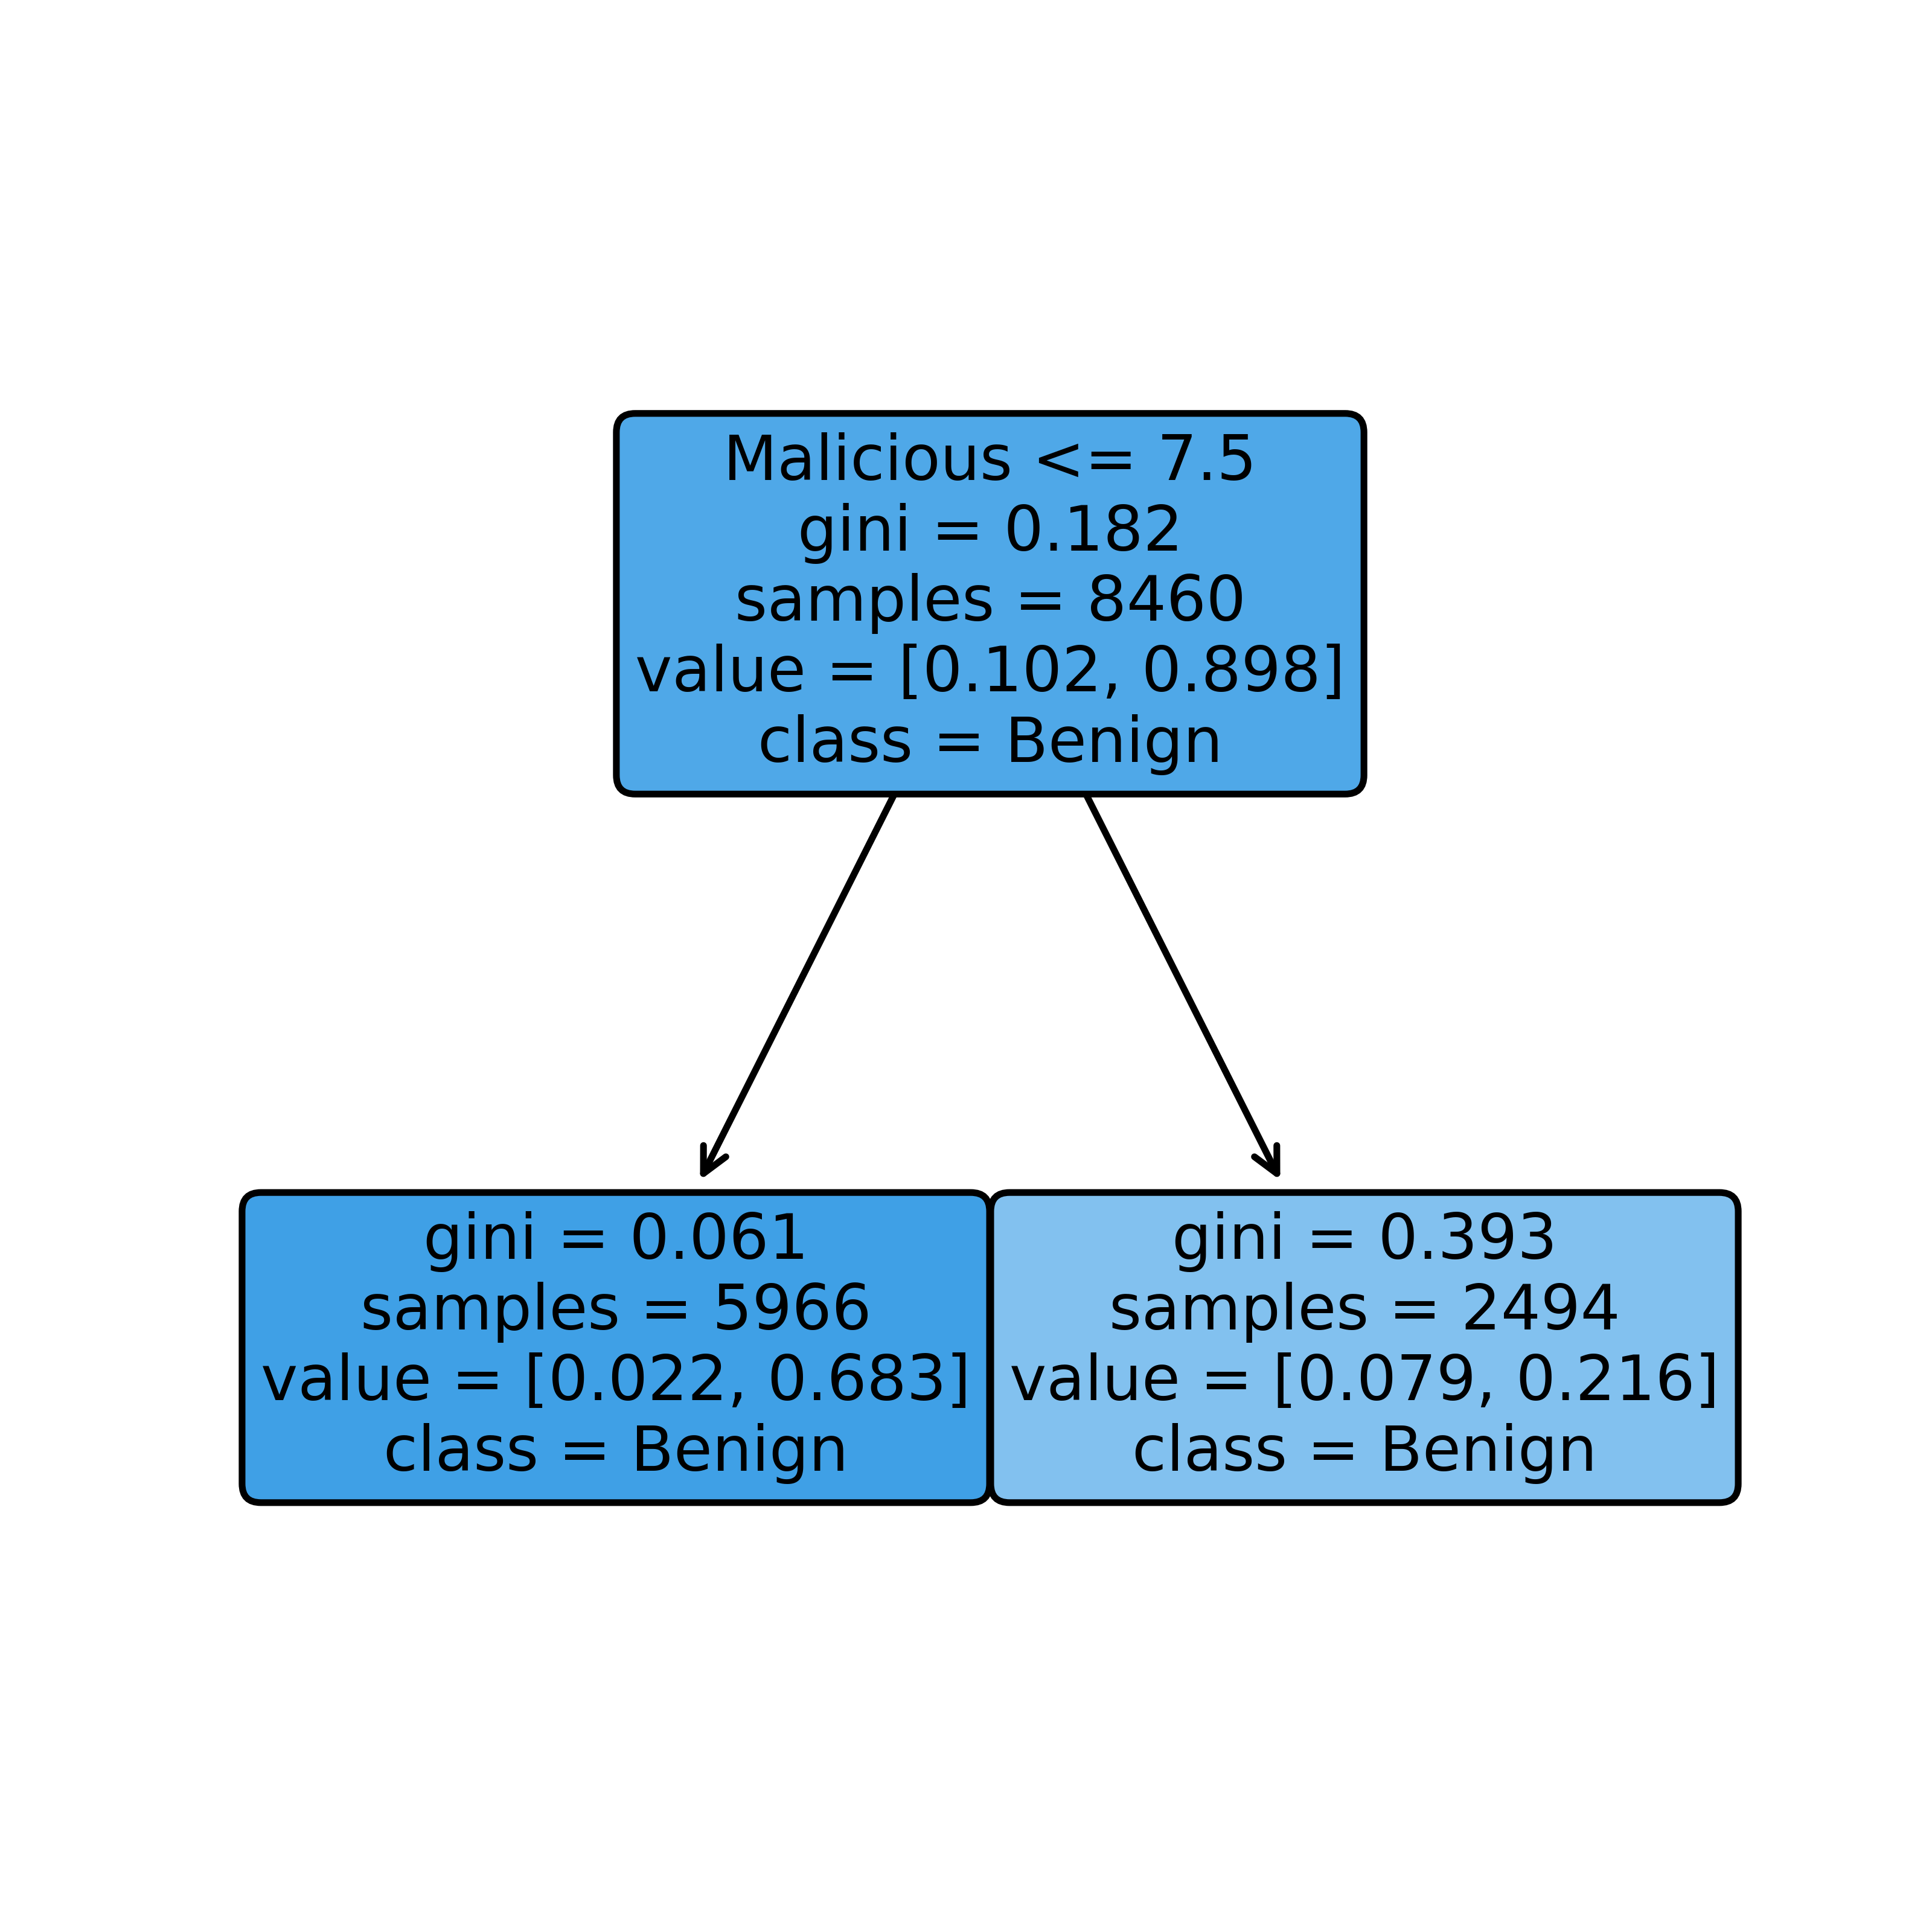 Malicious <= 7.5
gini = 0.182
samples = 8460
value = [0.102, 0.898]
class = Benign
gini = 0.061
samples = 5966
value = [0.022, 0.683]
class = Benign
gini = 0.393
samples = 2494
value = [0.079, 0.216]
class = Benign